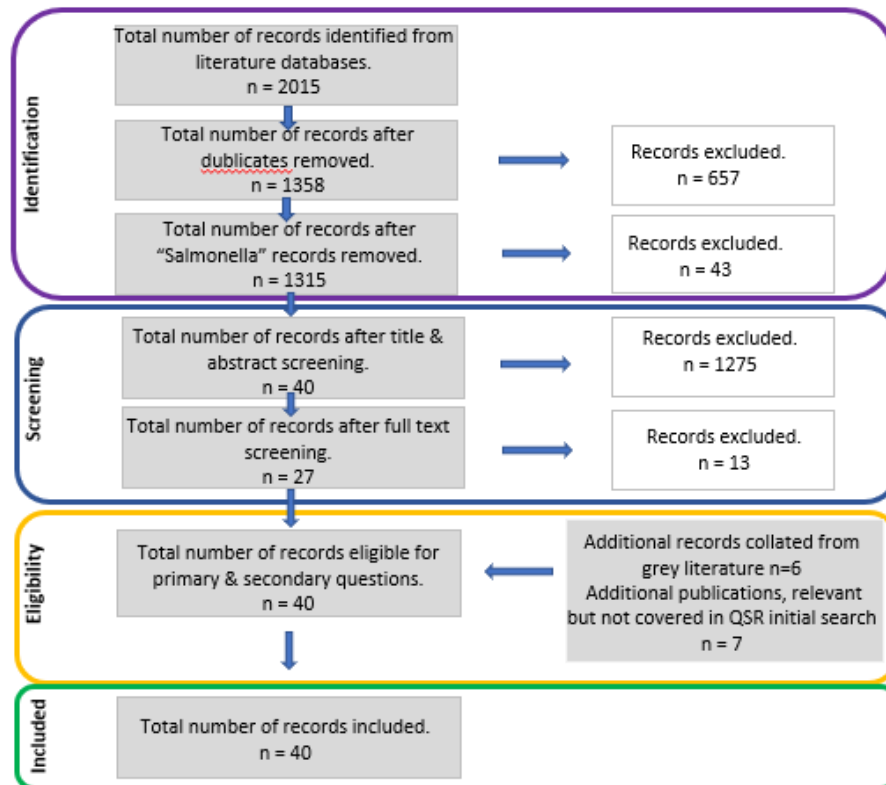 Identification
Total number of records identified from
literature databases.
n = 2015
Total number of records after
dublicates removed.
n = 1358
Records excluded.
n = 657
Total number of records after
“Salmonella” records removed.
n = 1315
Records excluded.
n = 43
Screening
Total number of records after title &
abstract screening.
n = 40
Records excluded.
n = 1275
Total number of records after full text
screening.
n = 27
Records excluded.
n = 13
Eligibility
Total number of records eligible for
primary & secondary questions.
n = 40
Additional records collated from
grey literature n=6
Additional publications, relevant
but not covered in QSR initial search
n = 7
Included
Total number of records included.
n = 40